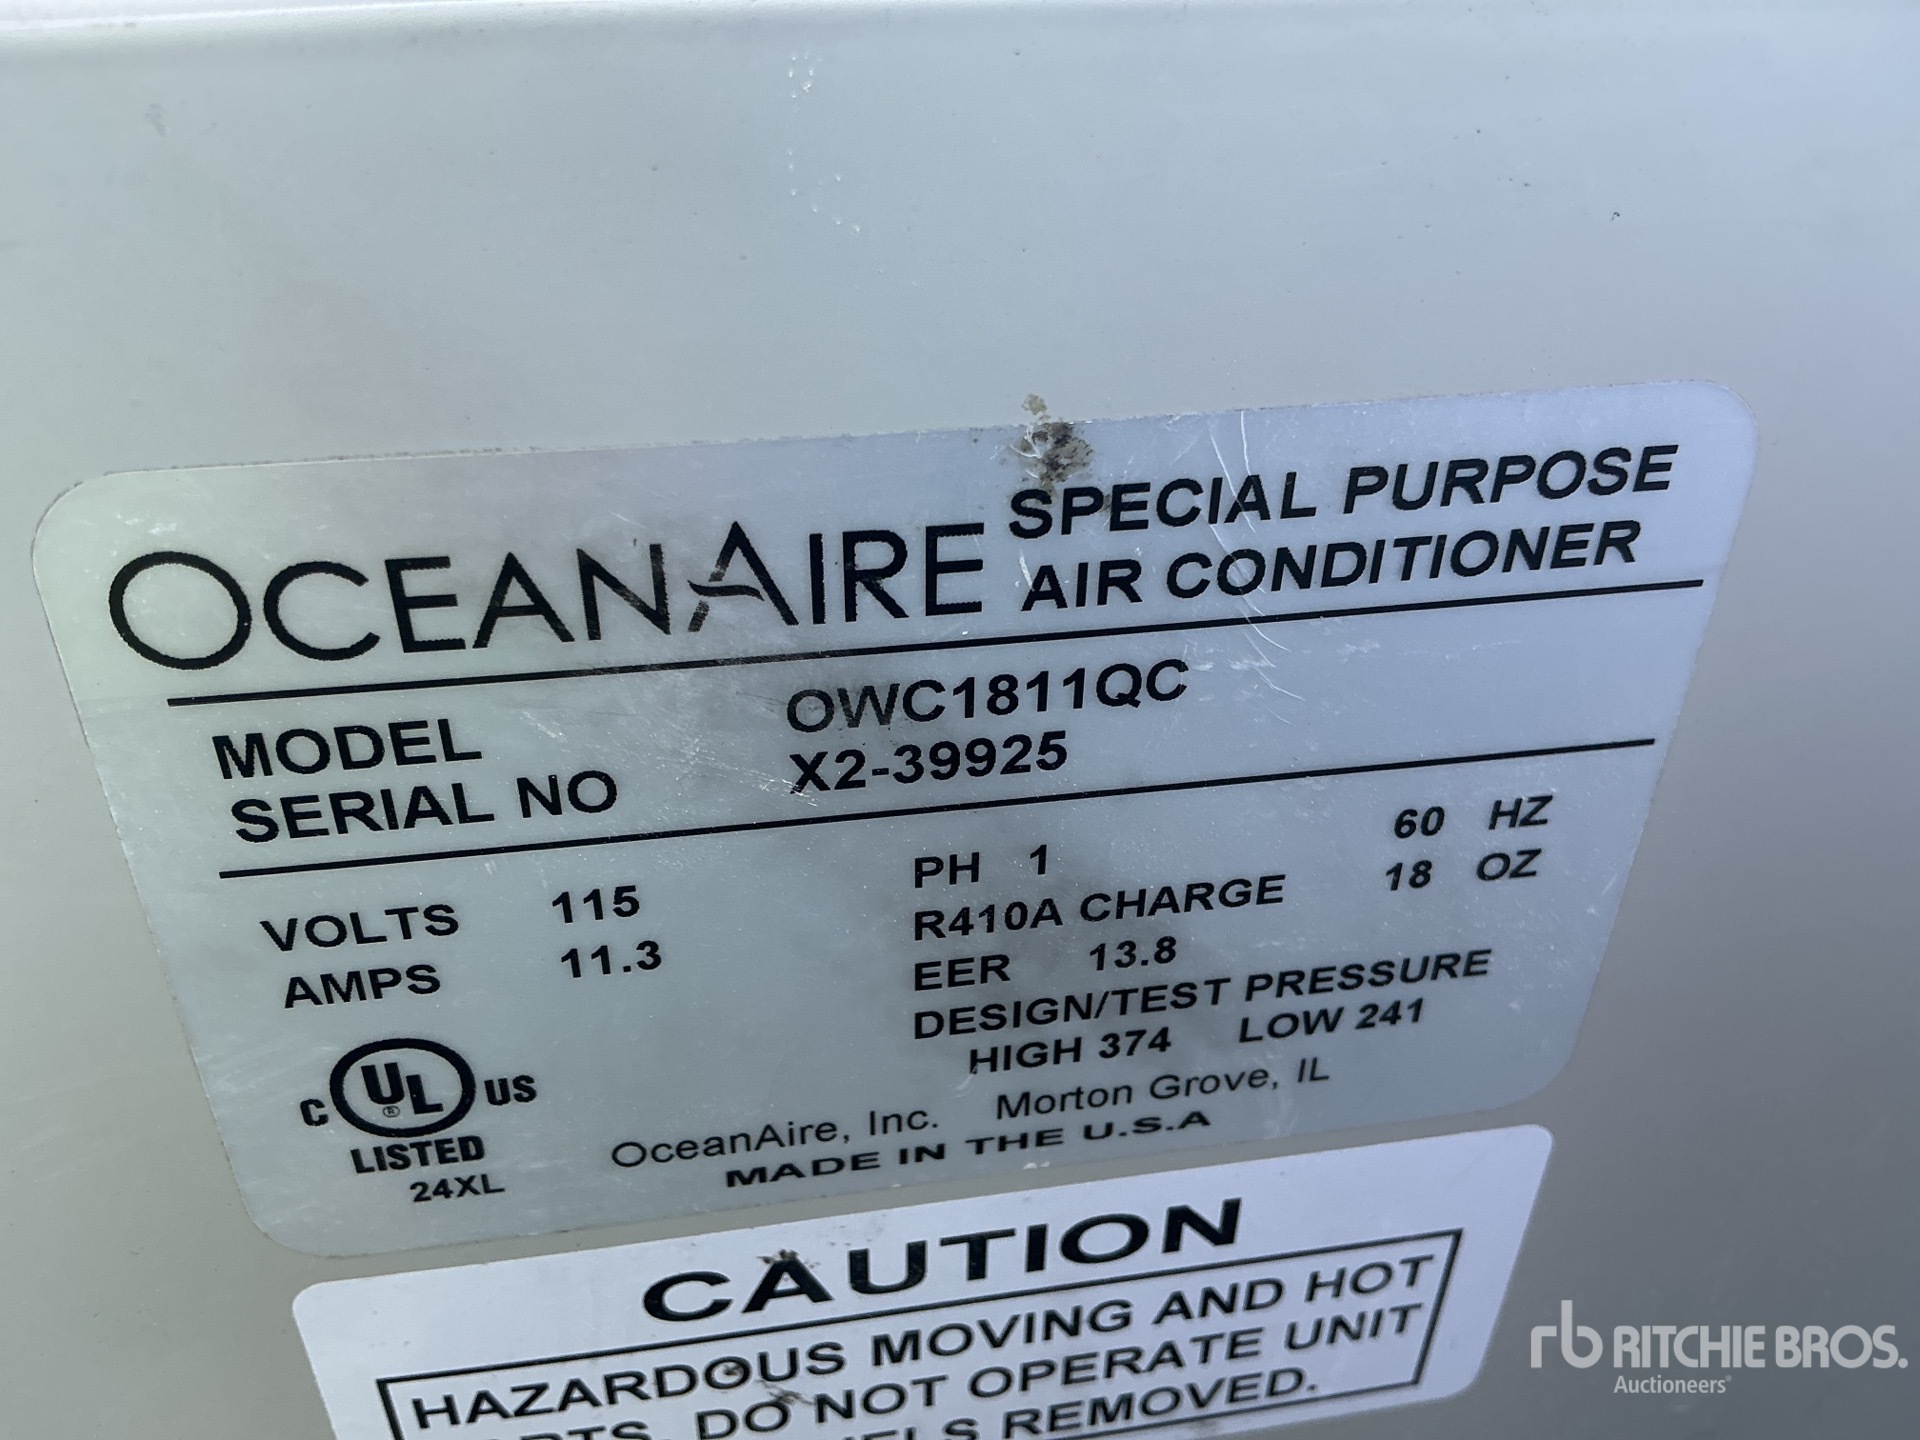 OCEANAIRE SPECIAL PURPOSE
AIR CONDITIONER
MODEL OWC1811QC
SERIAL NO X2-39925
VOLTS 115 PH 1 60 HZ
AMPS 11.3 R410A CHARGE 18 OZ
EER 13.8
DESIGN/TEST PRESSURE
HIGH 374 LOW 241
C UL® US
LISTED
24XL
OceanAire, Inc. Morton Grove, IL
MADE IN THE U.S.A
CAUTION
HAZARDOUS MOVING AND HOT
DO NOT OPERATE UNIT
REMOVED.
rb RITCHIE BROS.
Auctioneers